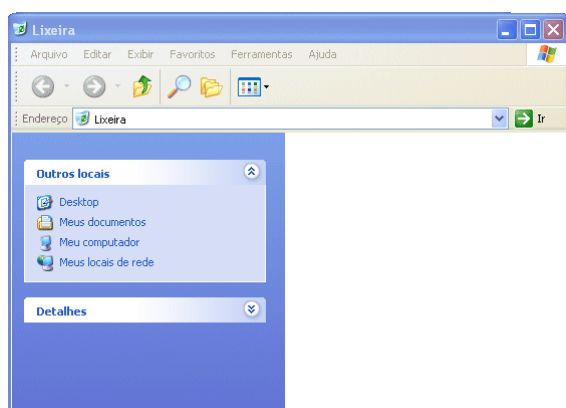 Lixeira
Arquivo Editar Exibir Favoritos Ferramentas Ajuda
Endereço Lixeira Ir
Outros locais
Desktop
Meus documentos
Meu computador
Meus locais de rede
Detalhes